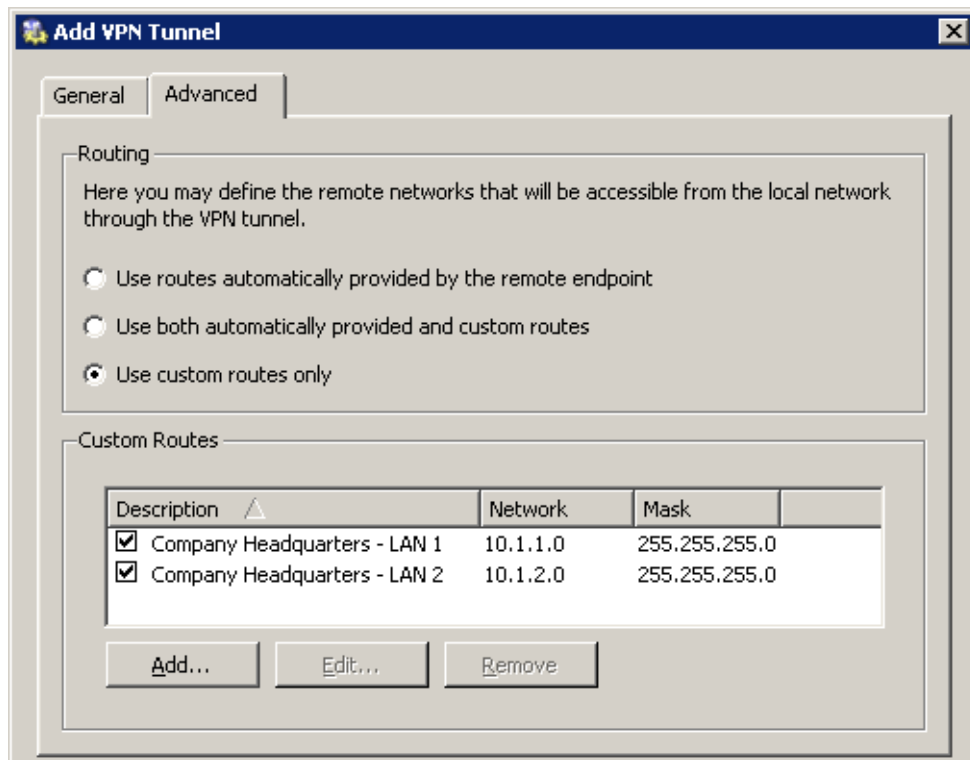 Add VPN Tunnel
General Advanced
Routing
Here you may define the remote networks that will be accessible from the local network
through the VPN tunnel.
Use routes automatically provided by the remote endpoint
Use both automatically provided and custom routes
Use custom routes only
Custom Routes
Description Network Mask
Company Headquarters - LAN 1 10.1.1.0 255.255.255.0
Company Headquarters - LAN 2 10.1.2.0 255.255.255.0
Add... Edit... Remove